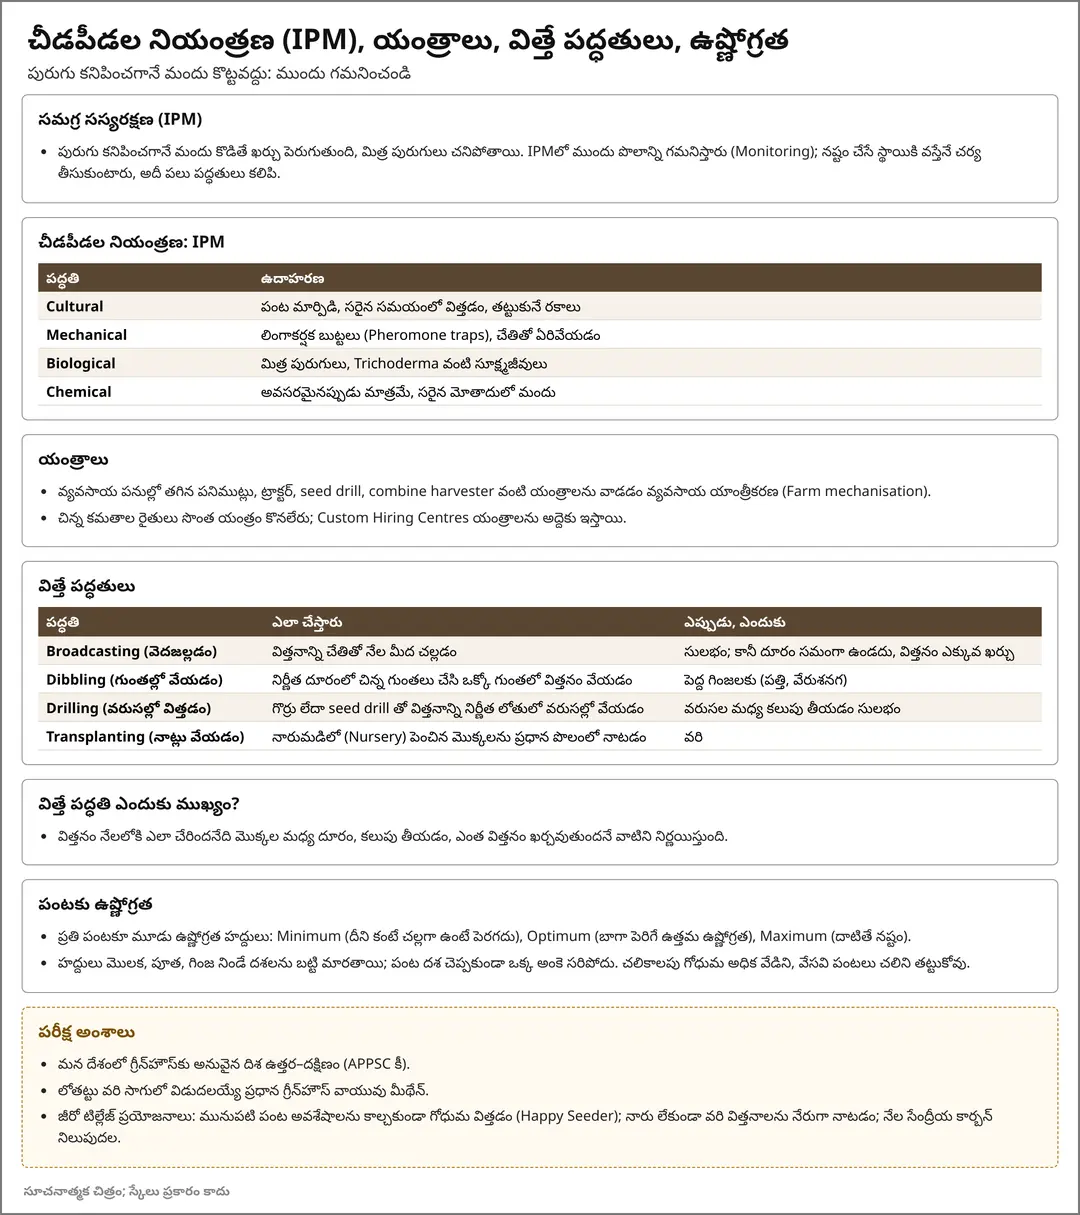 చీడపీడల నియంత్రణ (IPM), యంత్రాలు, విత్తే పద్ధతులు, ఉష్ణోగ్రత
పురుగు కనిపించగానే మందు కొట్టవద్దు: ముందు గమనించండి
సమగ్ర సస్యరక్షణ (IPM)
• పురుగు కనిపించగానే మందు కొడితే ఖర్చు పెరుగుతుంది, మిత్ర పురుగులు చనిపోతాయి. IPMలో ముందు పొలాన్ని గమనిస్తారు (Monitoring); నష్టం చేసే స్థాయికి వస్తేనే చర్య
తీసుకుంటారు, అదీ పలు పద్ధతులు కలిపి.
చీడపీడల నియంత్రణ: IPM
పద్ధతి ఉదాహరణ
Cultural పంట మార్పిడి, సరైన సమయంలో విత్తడం, తట్టుకునే రకాలు
Mechanical లింగాకర్షక బుట్టలు (Pheromone traps), చేతితో ఏరివేయడం
Biological మిత్ర పురుగులు, Trichoderma వంటి సూక్ష్మజీవులు
Chemical అవసరమైనప్పుడు మాత్రమే, సరైన మోతాదులో మందు
యంత్రాలు
• వ్యవసాయ పనుల్లో తగిన పనిముట్లు, ట్రాక్టర్, seed drill, combine harvester వంటి యంత్రాలను వాడడం వ్యవసాయ యాంత్రీకరణ (Farm mechanisation).
• చిన్న కమతాల రైతులు సొంత యంత్రం కొనలేరు; Custom Hiring Centres యంత్రాలను అద్దెకు ఇస్తాయి.
విత్తే పద్ధతులు
పద్ధతి ఎలా చేస్తారు ఎప్పుడు, ఎందుకు
Broadcasting (వెదజల్లడం) విత్తనాన్ని చేతితో నేల మీద చల్లడం సులభం; కానీ దూరం సమంగా ఉండదు, విత్తనం ఎక్కువ ఖర్చు
Dibbling (గుంతల్లో వేయడం) నిర్ణీత దూరంలో చిన్న గుంతలు చేసి ఒక్కో గుంతలో విత్తనం వేయడం పెద్ద గింజలకు (పత్తి, వేరుశనగ)
Drilling (వరుసల్లో విత్తడం) గొర్రు లేదా seed drill తో విత్తనాన్ని నిర్ణీత లోతులో వరుసల్లో వేయడం వరుసల మధ్య కలుపు తీయడం సులభం
Transplanting (నాట్లు వేయడం) నారుమడిలో (Nursery) పెంచిన మొక్కలను ప్రధాన పొలంలో నాటడం వరి
విత్తే పద్ధతి ఎందుకు ముఖ్యం?
• విత్తనం నేలలోకి ఎలా చేరిందనేది మొక్కల మధ్య దూరం, కలుపు తీయడం, ఎంత విత్తనం ఖర్చవుతుందనే వాటిని నిర్ణయిస్తుంది.
పంటకు ఉష్ణోగ్రత
• ప్రతి పంటకూ మూడు ఉష్ణోగ్రత హద్దులు: Minimum (దీని కంటే చల్లగా ఉంటే పెరగదు), Optimum (బాగా పెరిగే ఉత్తమ ఉష్ణోగ్రత), Maximum (దాటితే నష్టం).
• హద్దులు మొలక, పూత, గింజ నిండే దశలను బట్టి మారతాయి; పంట దశ చెప్పకుండా ఒక్క అంకె సరిపోదు. చలికాలపు గోధుమ అధిక వేడిని, వేసవి పంటలు చలిని తట్టుకోవు.
పరీక్ష అంశాలు
• మన దేశంలో గ్రీన్‌హౌస్‌కు అనువైన దిశ ఉత్తర–దక్షిణం (APPSC కీ).
• లోతట్టు వరి సాగులో విడుదలయ్యే ప్రధాన గ్రీన్‌హౌస్ వాయువు మీథేన్.
• జీరో టిల్లేజ్ ప్రయోజనాలు: మునుపటి పంట అవశేషాలను కాల్చకుండా గోధుమ విత్తడం (Happy Seeder); నారు లేకుండా వరి విత్తనాలను నేరుగా నాటడం; నేల సేంద్రీయ కార్బన్
నిలుపుదల.
సూచనాత్మక చిత్రం; స్కేలు ప్రకారం కాదు